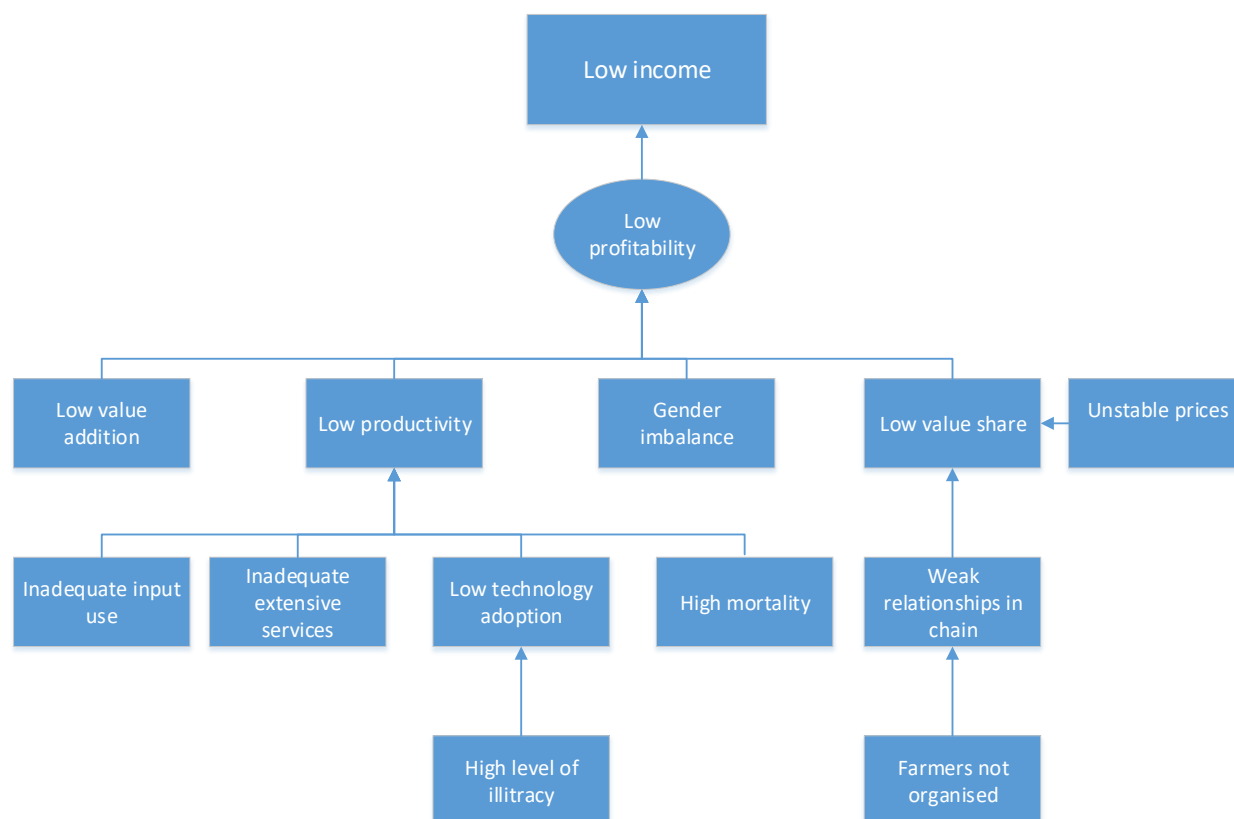 Low income
Low
profitability
Low value
addition
Low productivity
Gender
imbalance
Low value share
Unstable prices
Inadequate input
use
Inadequate
extensive
services
Low technology
adoption
High mortality
Weak
relationships in
chain
High level of
illitracy
Farmers not
organised